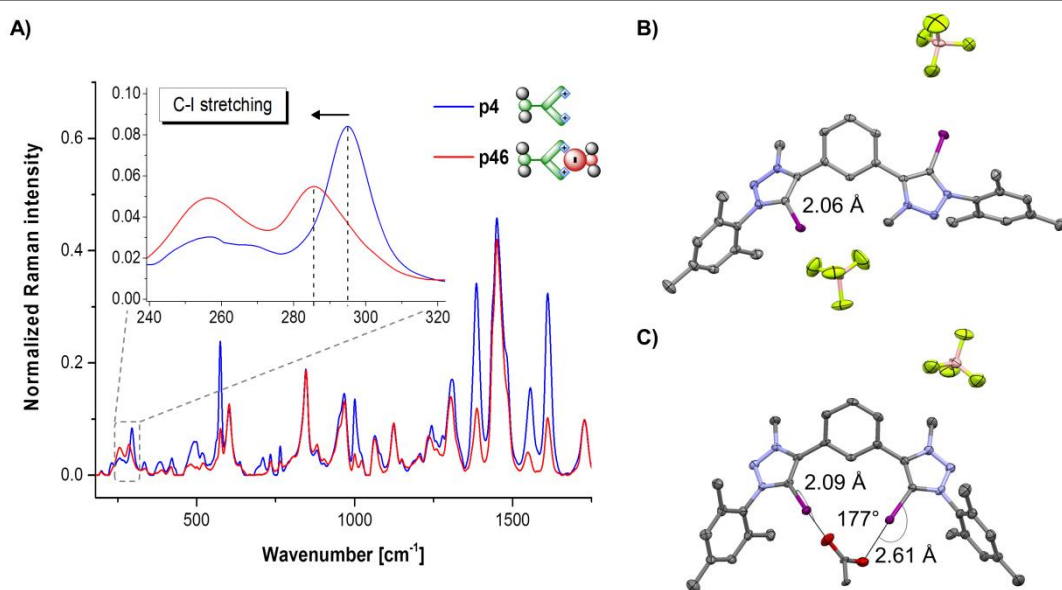 A)
B)
C-I stretching
p4
p46
0.10
0.08
0.06
0.04
0.02
0.00
240 260 280 300 320
0.6
0.4
0.2
0.0
Normalized Raman intensity
500 1000 1500
Wavenumber [cm⁻¹]
2.06 Å
C)
2.09 Å
177°
2.61 Å